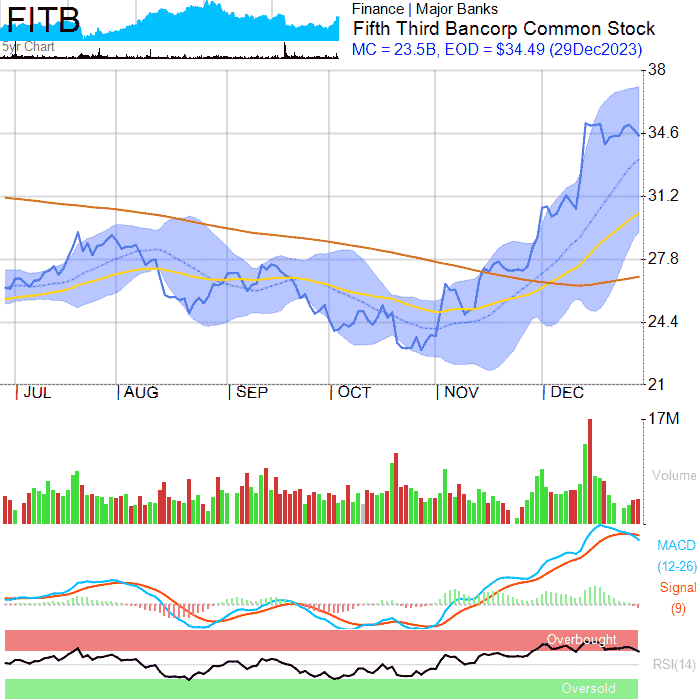 FITB
5yr Chart
Finance | Major Banks
Fifth Third Bancorp Common Stock
MC = 23.5B, EOD = $34.49 (29Dec2023)
38
34.6
31.2
27.8
24.4
21
JUL
AUG
SEP
OCT
NOV
DEC
17M
Volume
MACD
(12-26)
Signal
(9)
Overbought
RSI(14)
Oversold